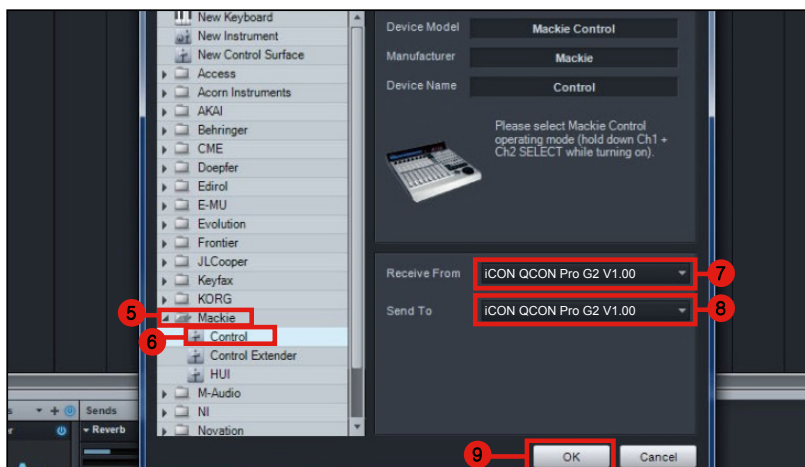 New Keyboard
New Instrument
New Control Surface
Access
Acorn Instruments
AKAI
Behringer
CME
Doepfer
Edirol
E-MU
Evolution
Frontier
JLCooper
Keyfax
KORG
5 Mackie
6 Control
Control Extender
HUI
M-Audio
NI
Novation
Device Model Mackie Control
Manufacturer Mackie
Device Name Control
Please select Mackie Control
operating mode (hold down Ch1 +
Ch2 SELECT while turning on).
Receive From iCON QCON Pro G2 V1.00 7
Send To iCON QCON Pro G2 V1.00 8
9 OK Cancel
s + Sends
r Reverb